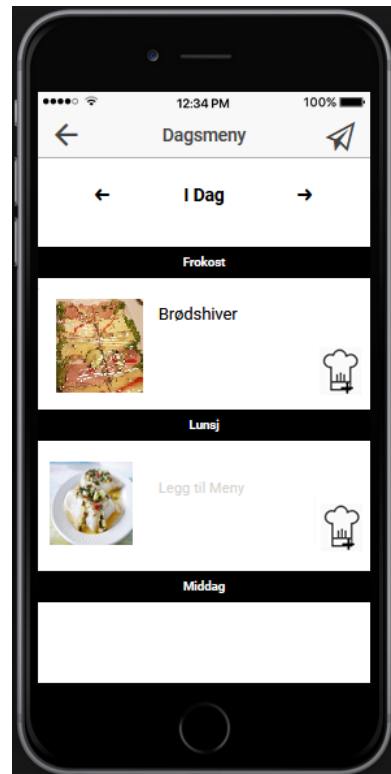 12:34 PM
100%
Dagsmeny
I Dag
Frokost
Brødshiver
Lunsj
Legg til Meny
Middag